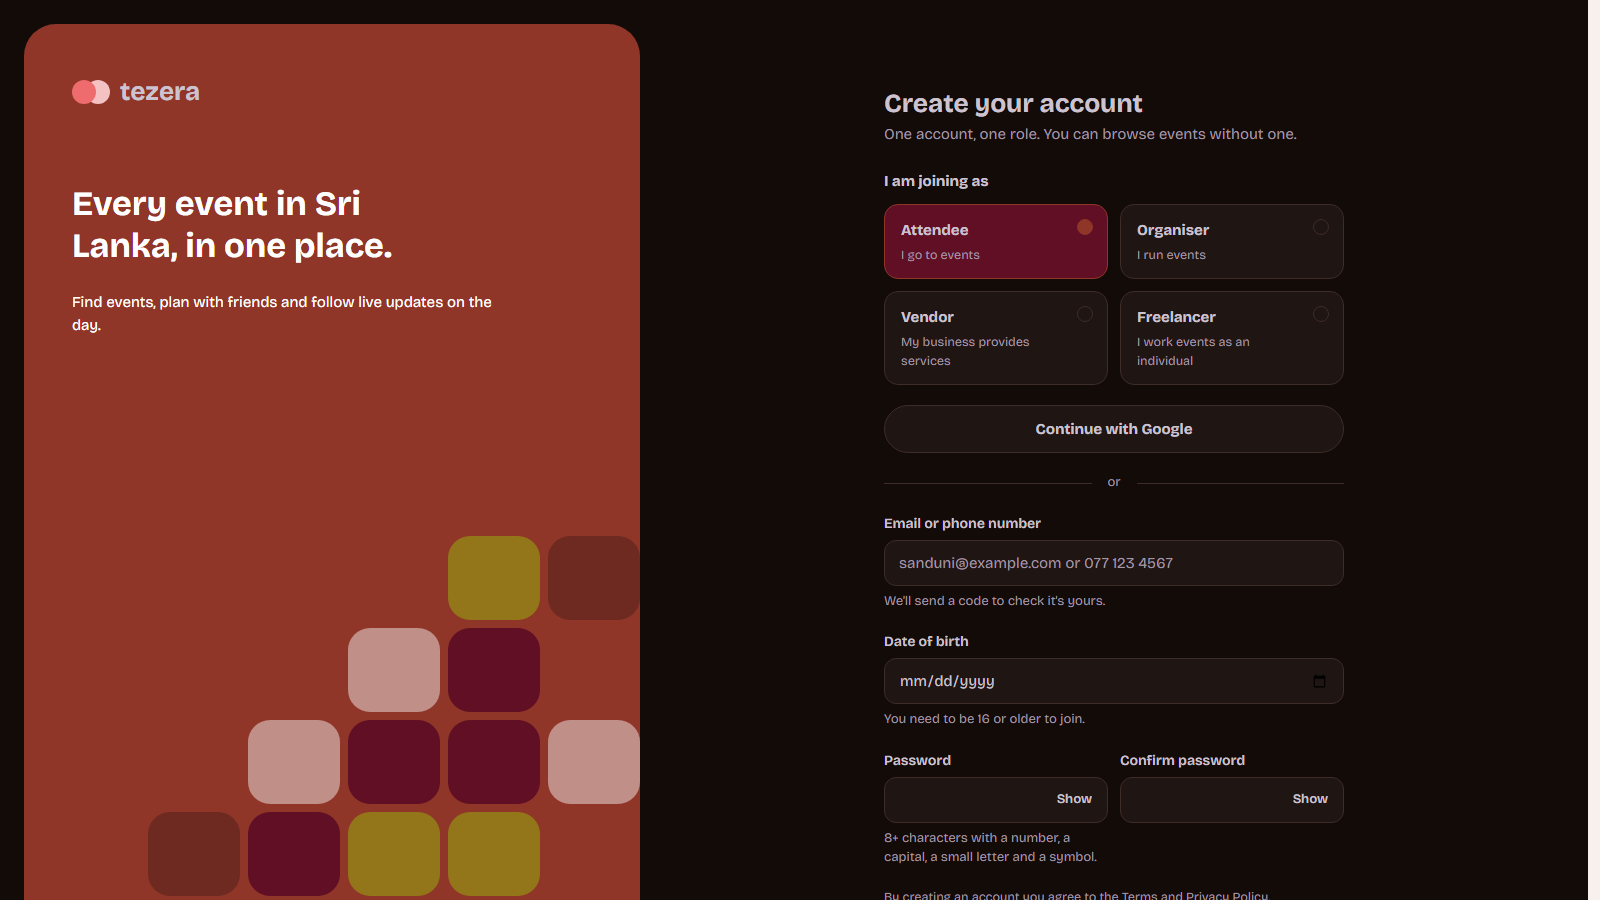 tezera
Every event in Sri
Lanka, in one place.
Find events, plan with friends and follow live updates on the
day.
Create your account
One account, one role. You can browse events without one.
I am joining as
Attendee
I go to events
Organiser
I run events
Vendor
My business provides
services
Freelancer
I work events as an
individual
Continue with Google
or
Email or phone number
sanduni@example.com or 077 123 4567
We'll send a code to check it's yours.
Date of birth
mm/dd/yyyy
You need to be 16 or older to join.
Password
Show
8+ characters with a number, a
capital, a small letter and a symbol.
Confirm password
Show
By creating an account you agree to the Terms and Privacy Policy.